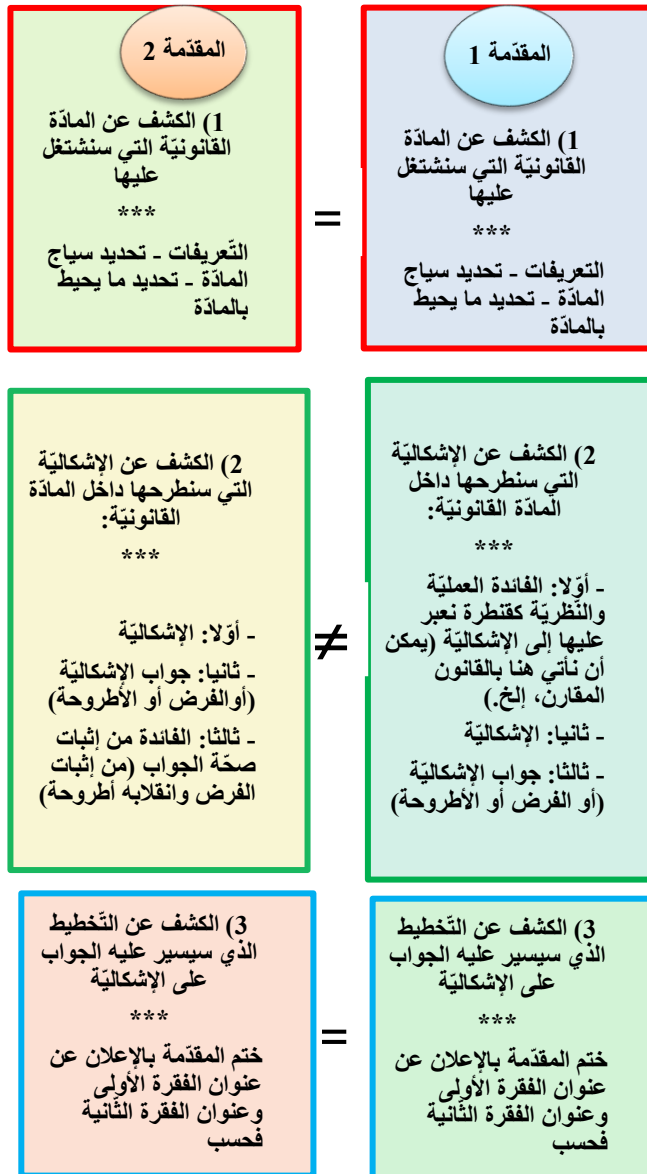 المقدّمة 1
1) الكشف عن المادّة
القانونيّة التي سنشتغل
عليها
***
التعريفات - تحديد سياج
المادّة - تحديد ما يحيط
بالمادّة
=
المقدّمة 2
1) الكشف عن المادّة
القانونيّة التي سنشتغل
عليها
***
التّعريفات - تحديد سياج
المادّة - تحديد ما يحيط
بالمادّة
2) الكشف عن الإشكاليّة
التي سنطرحها داخل
المادّة القانونيّة:
***
- أوّلا: الفائدة العمليّة
والنّظريّة كقنطرة نعبر
عليها إلى الإشكاليّة (يمكن
أن نأتي هنا بالقانون
المقارن، إلخ.)
- ثانيا: الإشكاليّة
- ثالثا: جواب الإشكاليّة
(أو الفرض أو الأطروحة)
≠
2) الكشف عن الإشكاليّة
التي سنطرحها داخل المادّة
القانونيّة:
***
- أوّلا: الإشكاليّة
- ثانيا: جواب الإشكاليّة
(أوالفرض أو الأطروحة)
- ثالثا: الفائدة من إثبات
صحّة الجواب (من إثبات
الفرض وانقلابه أطروحة)
3) الكشف عن التّخطيط
الذي سيسير عليه الجواب
على الإشكاليّة
***
ختم المقدّمة بالإعلان عن
عنوان الفقرة الأولى
وعنوان الفقرة الثّانية
فحسب
=
3) الكشف عن التّخطيط
الذي سيسير عليه الجواب
على الإشكاليّة
***
ختم المقدّمة بالإعلان عن
عنوان الفقرة الأولى
وعنوان الفقرة الثّانية
فحسب